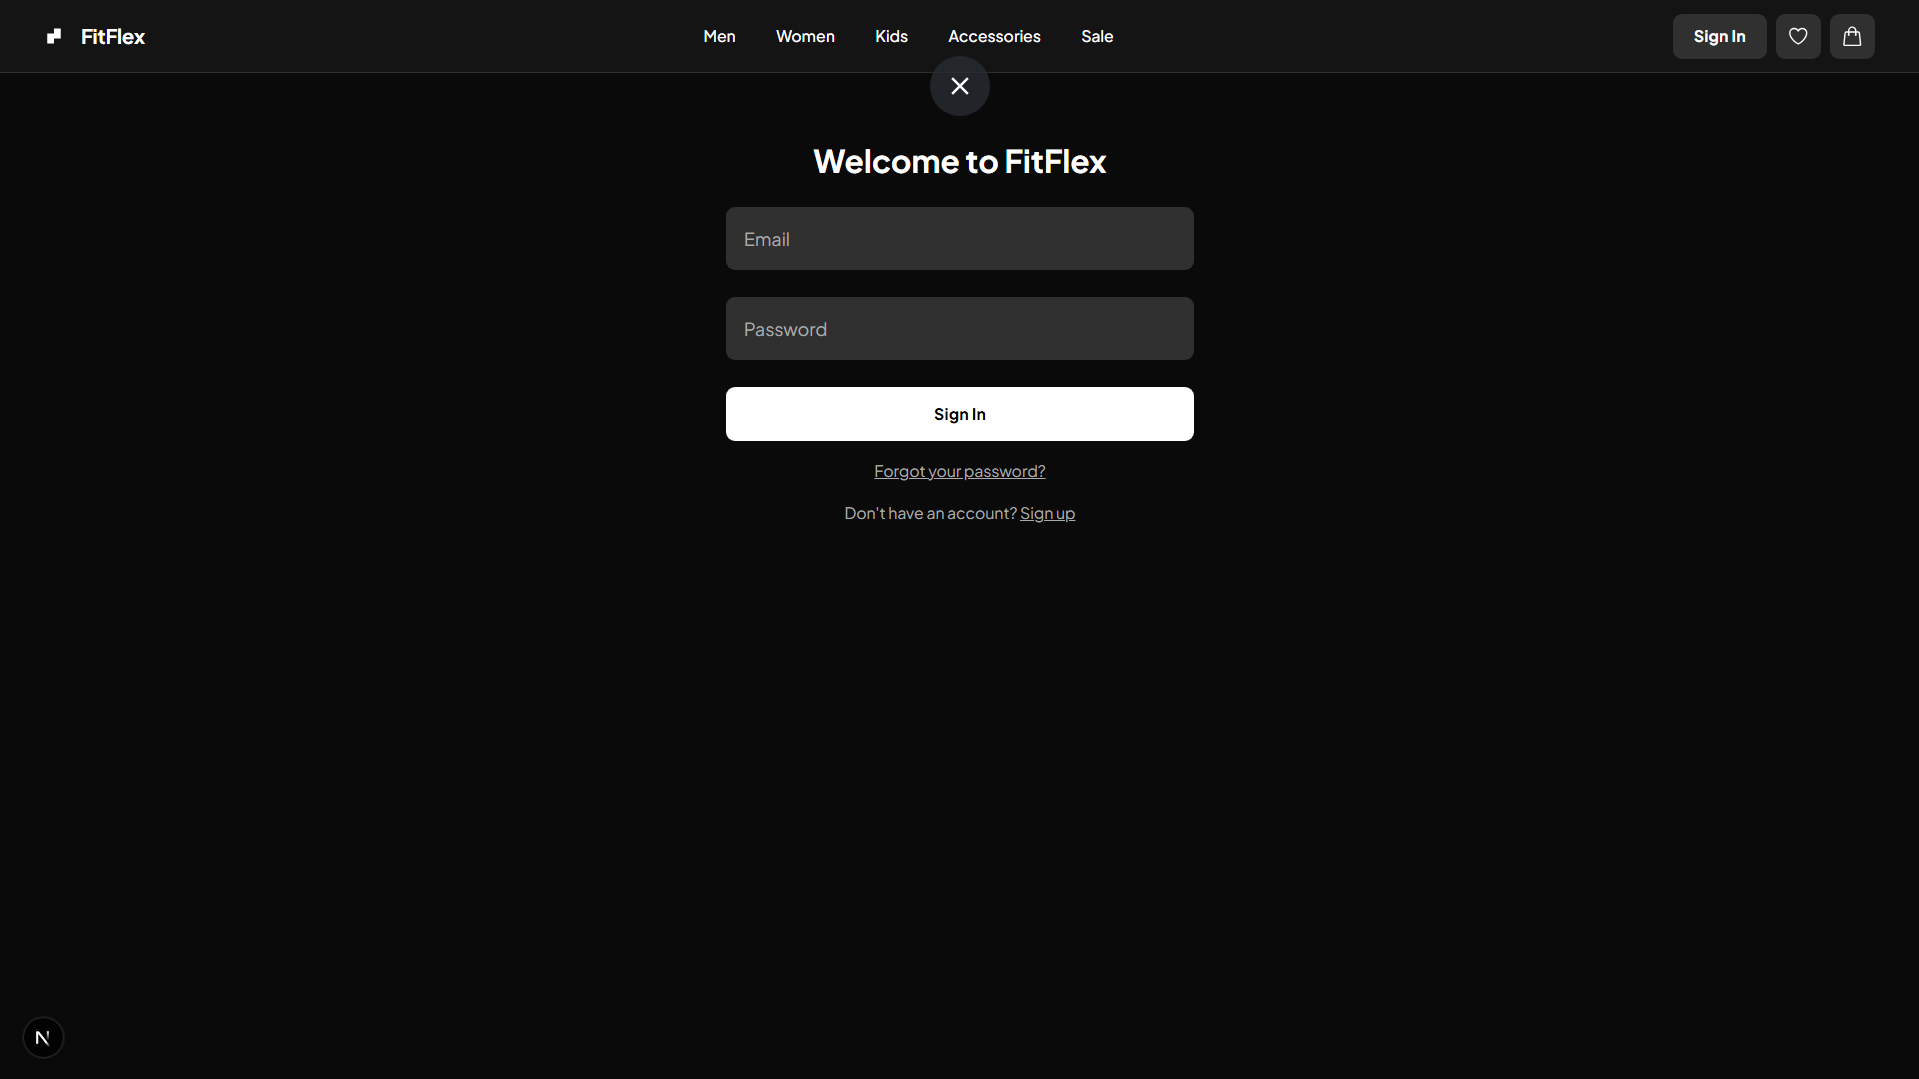 FitFlex
Men Women Kids Accessories Sale
Sign In
Welcome to FitFlex
Email
Password
Sign In
Forgot your password?
Don't have an account? Sign up
N